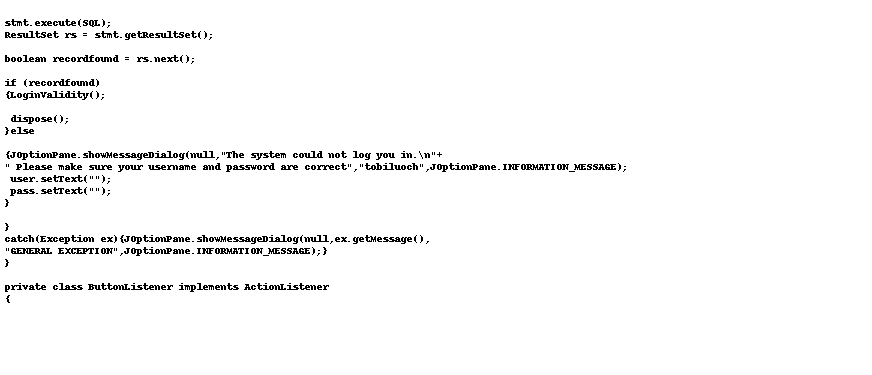 stmt.execute(SQL);
ResultSet rs = stmt.getResultSet();
boolean recordfound = rs.next();
if (recordfound)
{LoginValidity();
dispose();
}else
{JOptionPane.showMessageDialog(null,"The system could not log you in.\n"+
" Please make sure your username and password are correct","tobiluoch",JOptionPane.INFORMATION_MESSAGE);
user.setText("");
pass.setText("");
}
}
catch(Exception ex){JOptionPane.showMessageDialog(null,ex.getMessage(),
"GENERAL EXCEPTION",JOptionPane.INFORMATION_MESSAGE);}
}
private class ButtonListener implements ActionListener
{